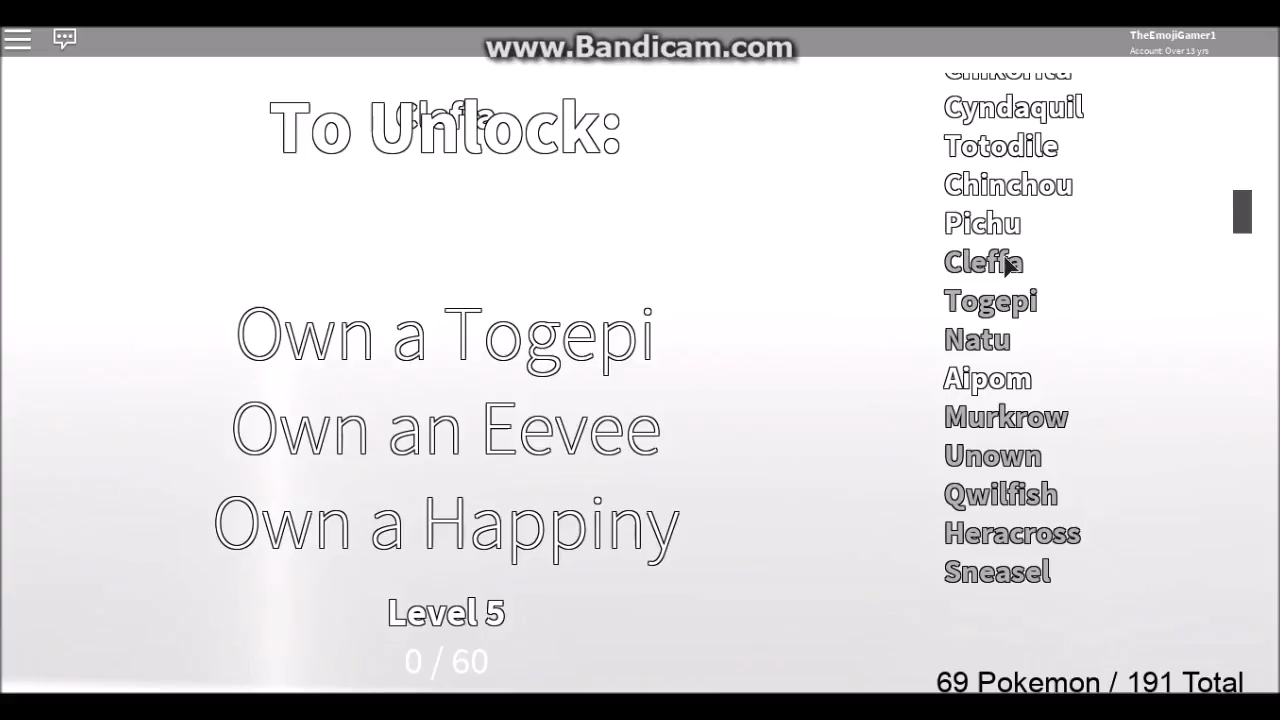 www.Bandicam.com
TheEmojiGamer1
Account: Over 13 yrs
To Unlock:
Cleffa
Own a Togepi
Own an Eevee
Own a Happiny
Level 5
0 / 60
Chikorita
Cyndaquil
Totodile
Chinchou
Pichu
Cleffa
Togepi
Natu
Aipom
Murkrow
Unown
Qwilfish
Heracross
Sneasel
69 Pokemon / 191 Total